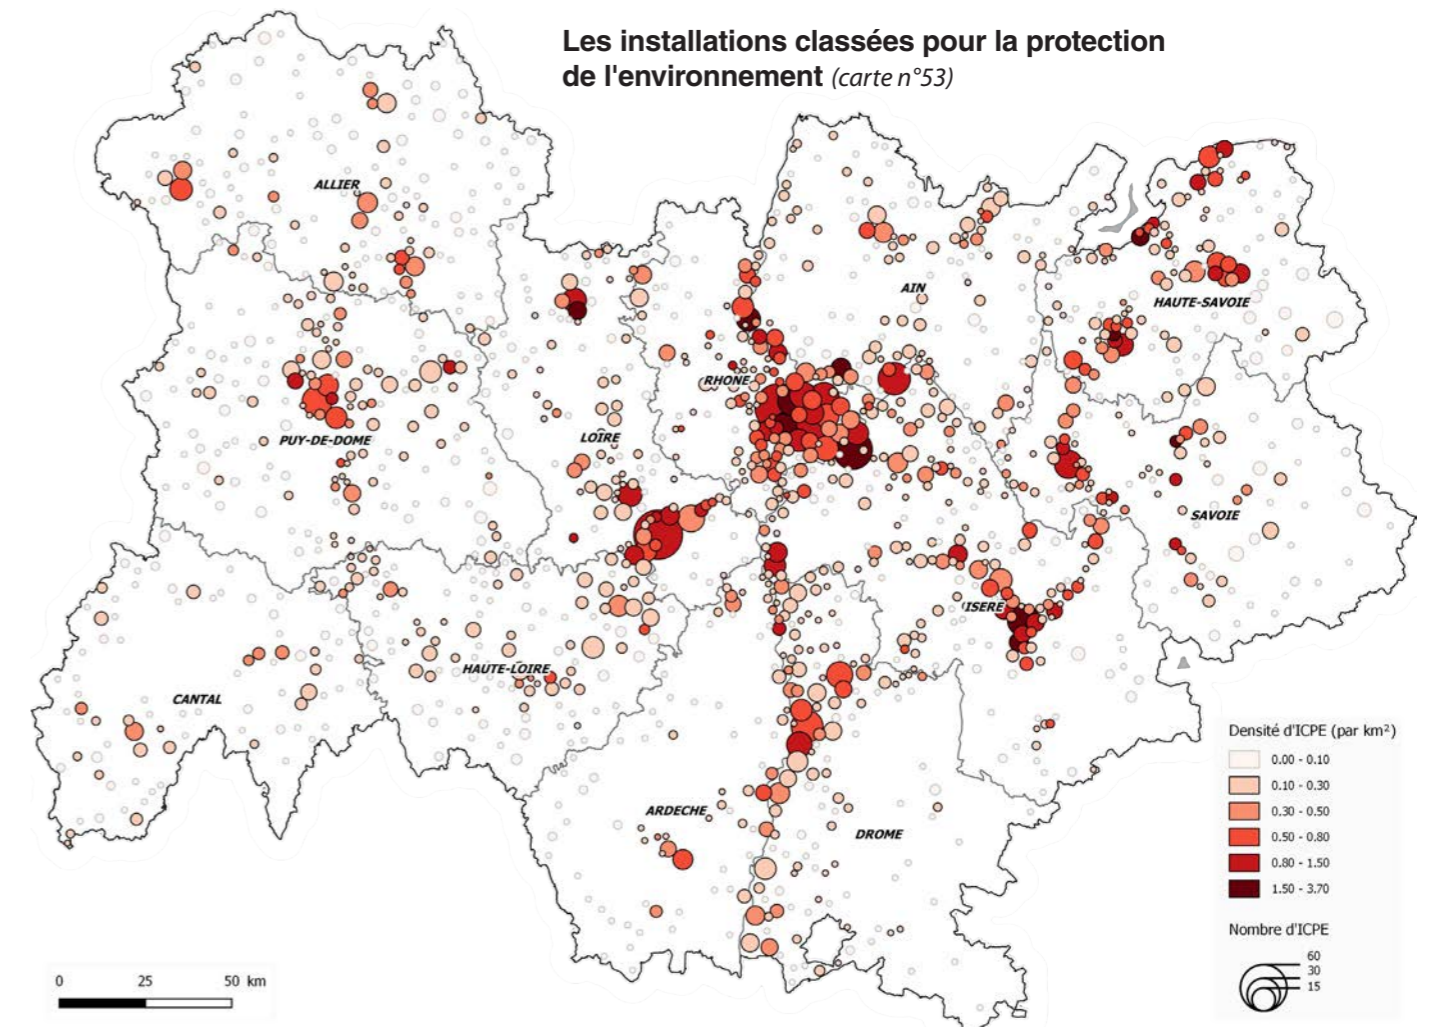 Les installations classées pour la protection
de l'environnement (carte n°53)
ALLIER
AIN
HAUTE-SAVOIE
RHONE
PUY-DE-DOME
LOIRE
SAVOIE
ISERE
HAUTE-LOIRE
CANTAL
ARDECHE
DROME
Densité d'ICPE (par km²)
0.00 - 0.10
0.10 - 0.30
0.30 - 0.50
0.50 - 0.80
0.80 - 1.50
1.50 - 3.70
Nombre d'ICPE
60
30
15
0 25 50 km